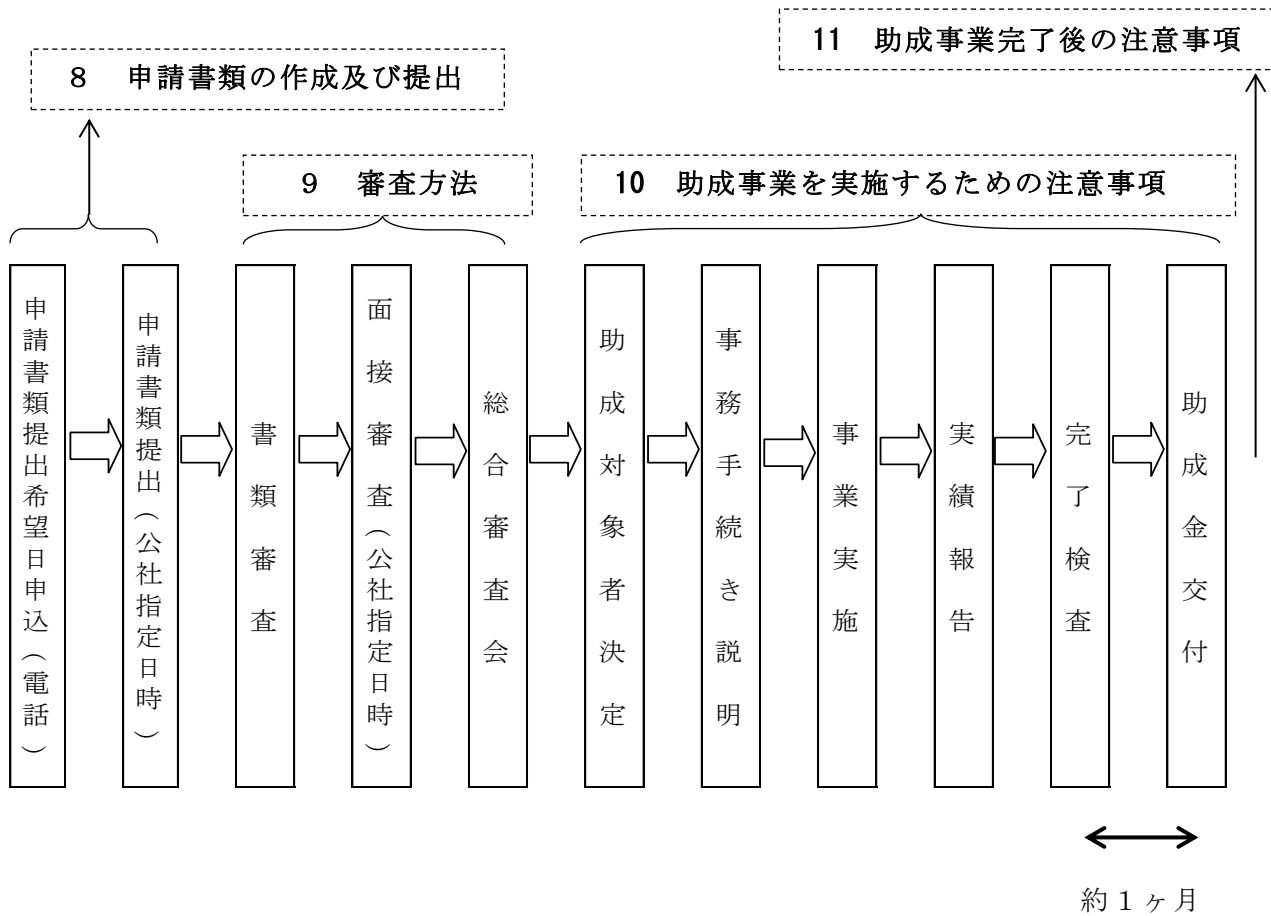 11 助成事業完了後の注意事項
8 申請書類の作成及び提出
9 審査方法
10 助成事業を実施するための注意事項
申請書類提出希望日申込(電話)
申請書類提出(公社指定日時)
書類審査
面接審査(公社指定日時)
総合審査会
助成対象者決定
事務手続き説明
事業実施
実績報告
完了検査
助成金交付
約1ヶ月